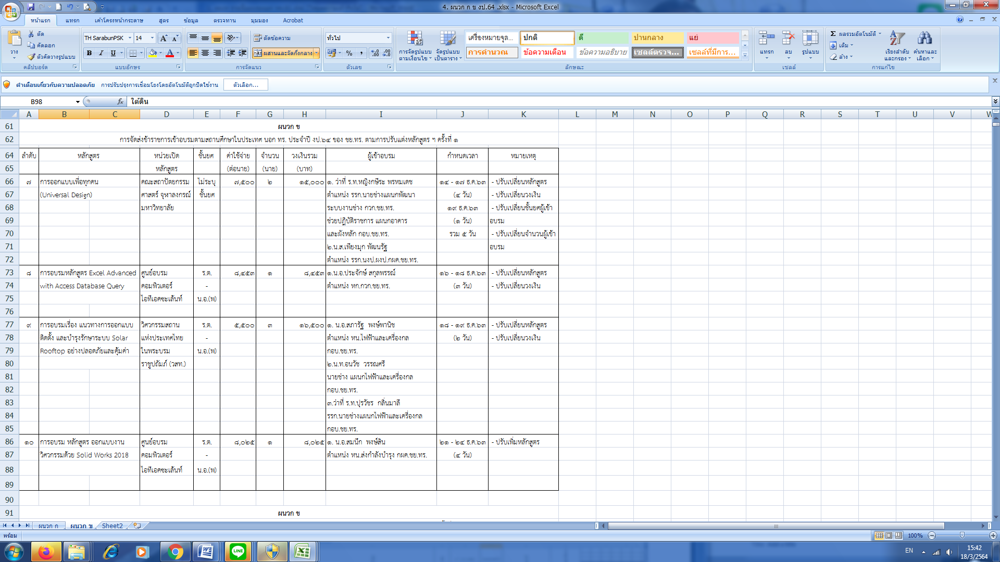 4. ผนวก ก ข งป.64 .xlsx - Microsoft Excel
หน้าแรก แทรก เค้าโครงหน้ากระดาษ สูตร ข้อมูล ตรวจทาน มุมมอง Acrobat
วาง ตัด คัดลอก ตัวคัดวางรูปแบบ คลิปบอร์ด
TH SarabunPSK 14 B I U แบบอักษร
ตัดข้อความ ผสานและจัดกึ่งกลาง การจัดแนว
ทั่วไป % ตัวเลข
การจัดรูปแบบตามเงื่อนไข จัดรูปแบบเป็นตาราง
เครื่องหมายจุล... ปกติ ดี ปานกลาง แย่
การคำนวณ ข้อความเตือน ข้อความอธิบาย เซลล์ตรวจ... เซลล์ที่มีการ...
ลักษณะ
แทรก ลบ รูปแบบ เซลล์
Σ ผลรวมอัตโนมัติ เติม ล้าง เรียงลำดับและกรอง ค้นหาและเลือก การแก้ไข
คำเตือนเกี่ยวกับความปลอดภัย การปรับปรุงการเชื่อมโยงโดยอัตโนมัติถูกปิดใช้งาน ตัวเลือก...
B98 fx ใต้ดิน
A B C D E F G H I J K L M N O P Q R S T U V W
61 ผนวก ข
62 การจัดส่งข้าราชการเข้าอบรมตามสถานศึกษาในประเทศ นอก ทร. ประจำปี งป.๖๔ ของ ชย.ทร. ตามการปรับแต่งหลักสูตร ฯ ครั้งที่ ๑
64 ลำดับ หลักสูตร หน่วยเปิด ชั้นยศ ค่าใช้จ่าย จำนวน วงเงินรวม ผู้เข้าอบรม กำหนดเวลา หมายเหตุ
65 หลักสูตร (ต่อนาย) (นาย) (บาท)
66 ๗ การออกแบบเพื่อทุกคน คณะสถาปัตยกรรม ไม่ระบุ ๗,๕๐๐ ๒ ๑๕,๐๐๐ ๑. ว่าที่ ร.ท.หญิงกษีระ พรหมเดช ๑๔ - ๑๗ ธ.ค.๖๓ - ปรับเปลี่ยนหลักสูตร
67 (Universal Design) ศาสตร์ จุฬาลงกรณ์ ชั้นยศ ตำแหน่ง รรก.นายช่างแผนกพัฒนา (๔ วัน) - ปรับเปลี่ยนวงเงิน
68 มหาวิทยาลัย ระบบงานช่าง กวก.ชย.ทร. ๑๙ ธ.ค.๖๓ - ปรับเปลี่ยนชั้นยศผู้เข้า
69 ช่วยปฎิบัติราชการ แผนกอาคาร (๑ วัน) อบรม
70 และผังหลัก กอบ.ชย.ทร. รวม ๕ วัน - ปรับเปลี่ยนจำนวนผู้เข้า
71 ๒.น.ส.เพียงมุก พัฒนรัฐ อบรม
72 ตำแหน่ง รรก.นงป.ผงป.กผค.ชย.ทร.
73 ๘ การอบรมหลักสูตร Excel Advanced ศูนย์อบรม ร.ต. ๘,๔๕๓ ๑ ๘,๔๕๓ ๑.น.อ.ประจักษ์ สกุลพรรณ์ ๑๖ - ๑๘ ธ.ค.๖๓ - ปรับเปลี่ยนหลักสูตร
74 with Access Database Query คอมพิวเตอร์ - ตำแหน่ง หก.กวก.ชย.ทร. (๓ วัน) - ปรับเปลี่ยนวงเงิน
75 ไอทีเอคซะเล้นท์ น.อ.(พ)
76
77 ๙ การอบรมเรื่อง แนวทางการออกแบบ วิศวกรรมสถาน ร.ต. ๕,๕๐๐ ๓ ๑๖,๕๐๐ ๑. น.อ.สภารัฐ พงษ์พานิช ๑๘ - ๑๙ ธ.ค.๖๓ - ปรับเปลี่ยนหลักสูตร
78 ติดตั้ง และบำรุงรักษาระบบ Solar แห่งประเทศไทย - ตำแหน่ง หน.ไฟฟ้าและเครื่องกล (๒ วัน) - ปรับเปลี่ยนวงเงิน
79 Rooftop อย่างปลอดภัยและคุ้มค่า ในพระบรม น.อ.(พ) กอบ.ชย.ทร.
80 ราชูปถัมภ์ (วสท.) ๒.น.ท.อนวัช วรรณศรี
81 นายช่าง แผนกไฟฟ้าและเครื่องกล
82 กอบ.ชย.ทร.
83 ๓.ว่าที่ ร.ท.ปุรวัชร กลิ่นมาลี
84 รรก.นายช่างแผนกไฟฟ้าและเครื่องกล
85 กอบ.ชย.ทร.
86 ๑๐ การอบรม หลักสูตร ออกแบบงาน ศูนย์อบรม ร.ต. ๘,๐๒๕ ๑ ๘,๐๒๕ ๑. น.อ.สมนึก พงษ์สิน ๒๑ - ๒๔ ธ.ค.๖๓ - ปรับเพิ่มหลักสูตร
87 วิศวกรรมด้วย Solid Works 2018 คอมพิวเตอร์ - ตำแหน่ง หน.ส่งกำลังบำรุง กผค.ชย.ทร. (๔ วัน)
88 ไอทีเอคซะเล้นท์ น.อ.(พ)
89
90
91 ผนวก ข
ผนวก ก ผนวก ข Sheet2
พร้อม 100%
LINE EN 15:42
18/3/2564